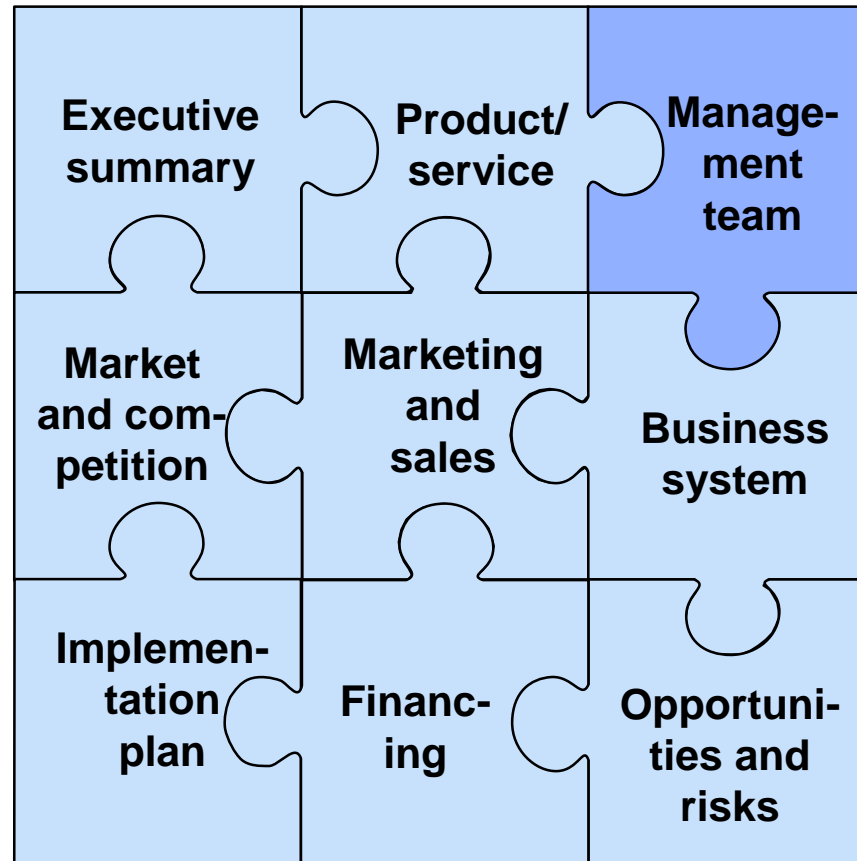 Executive
summary
Product/
service
Manage-
ment
team
Market
and com-
petition
Marketing
and
sales
Business
system
Implemen-
tation
plan
Financ-
ing
Opportuni-
ties and
risks